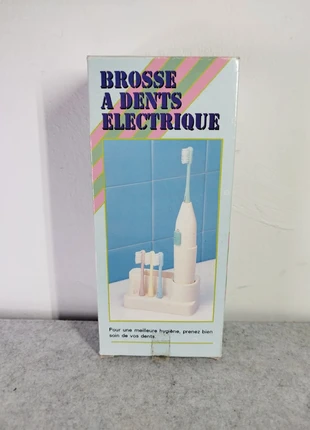 BROSSE
A DENTS
ELECTRIQUE
Pour une meilleure hygiène, prenez bien
soin de vos dents.